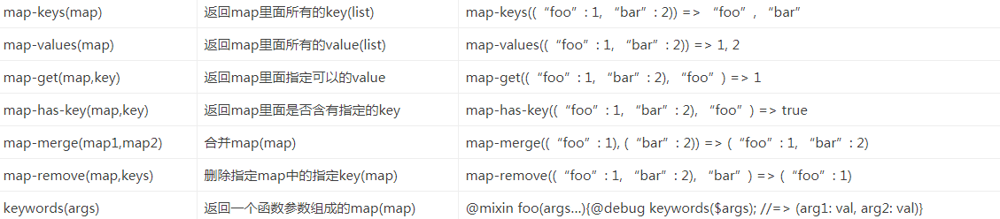 map-keys(map) 返回map里面所有的key(list) map-keys((“foo”: 1, “bar”: 2)) => “foo”, “bar”
map-values(map) 返回map里面所有的value(list) map-values((“foo”: 1, “bar”: 2)) => 1, 2
map-get(map,key) 返回map里面指定可以的value map-get((“foo”: 1, “bar”: 2), “foo”) => 1
map-has-key(map,key) 返回map里面是否含有指定的key map-has-key((“foo”: 1, “bar”: 2), “foo”) => true
map-merge(map1,map2) 合并map(map) map-merge((“foo”: 1), (“bar”: 2)) => (“foo”: 1, “bar”: 2)
map-remove(map,keys) 删除指定map中的指定key(map) map-remove((“foo”: 1, “bar”: 2), “bar”) => (“foo”: 1)
keywords(args) 返回一个函数参数组成的map(map) @mixin foo(args…){@debug keywords($args); //=> (arg1: val, arg2: val)}